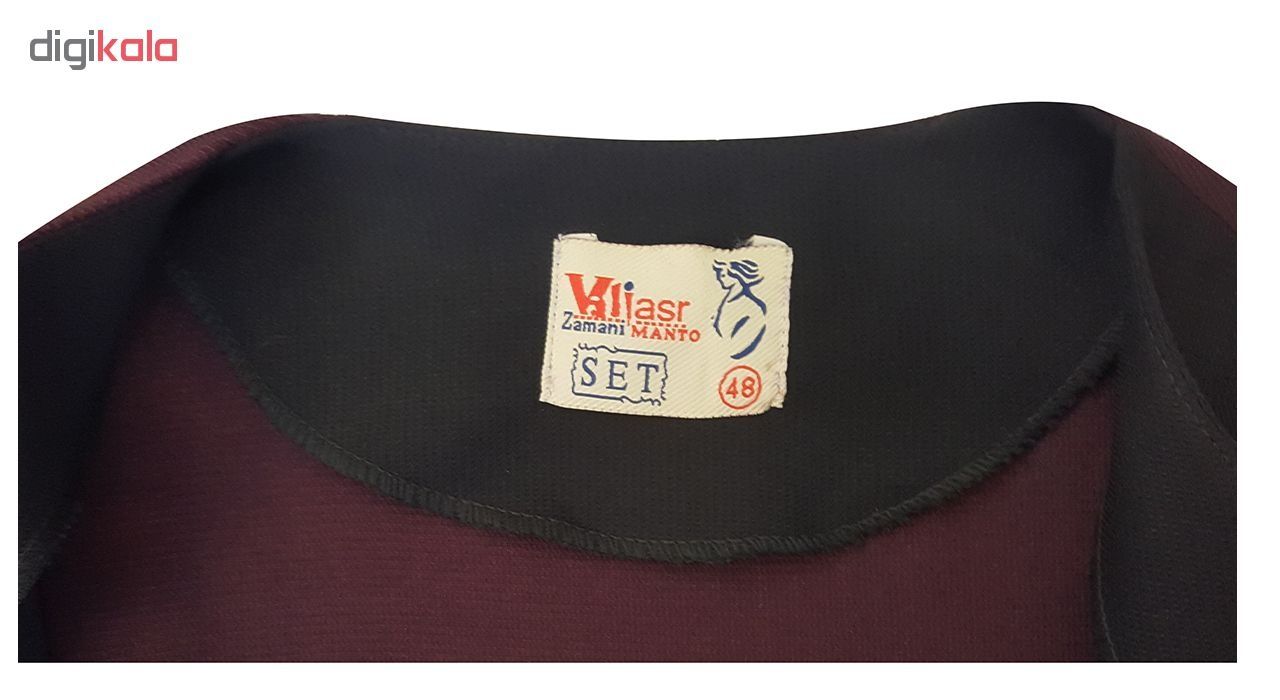 digikala
Valiasr
Zamani MANTO
SET
48